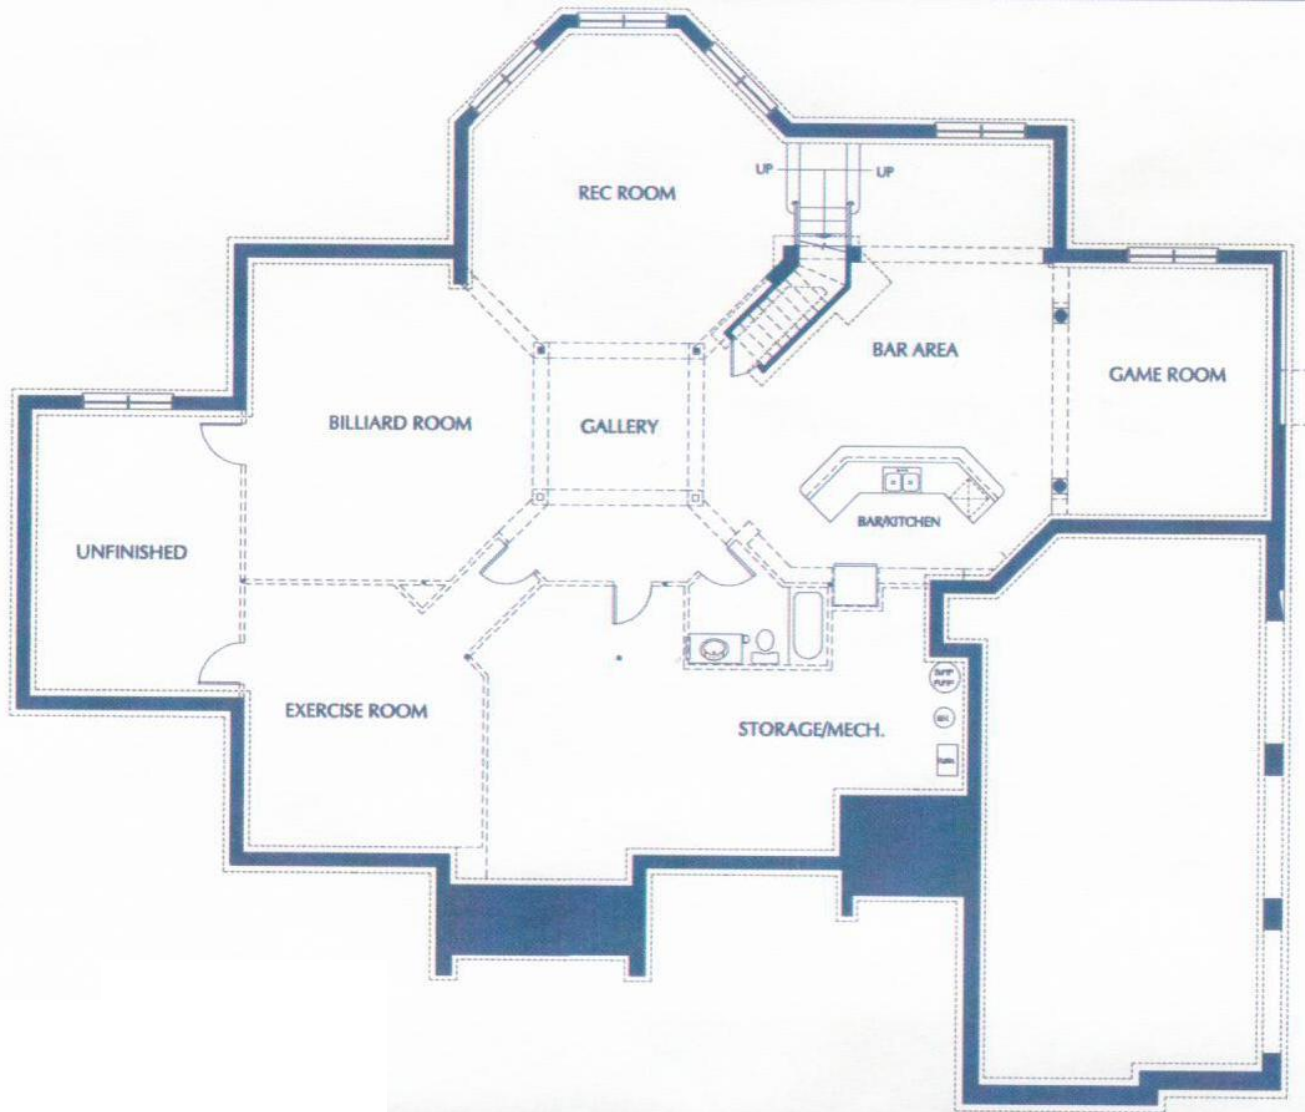 UP
UP
REC ROOM
BAR AREA
GAME ROOM
BILLIARD ROOM
GALLERY
BAR/KITCHEN
UNFINISHED
EXERCISE ROOM
STORAGE/MECH.